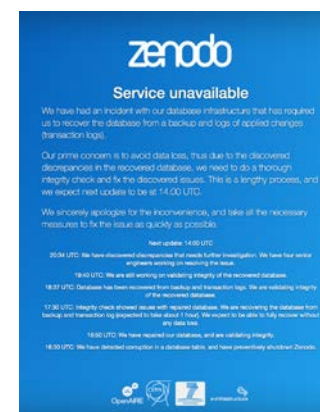 zenodo
Service unavailable
We have had an incident with our database infrastructure that has required
us to recover the database from a backup and logs of applied changes
(transaction logs).
Our prime concern is to avoid data loss, thus due to the discovered
discrepancies in the recovered database, we need to do a thorough
integrity check and fix the discovered issues. This is a lengthy process, and
we expect next update to be at 14.00 UTC.
We sincerely apologize for the inconvenience, and take all the necessary
measures to fix the issue as quickly as possible.
Next update: 14:00 UTC
20:34 UTC: We have discovered discrepancies that needs further investigation. We have four senior
engineers working on resolving the issue.
19:40 UTC: We are still working on validating integrity of the recovered database.
18:37 UTC: Database has been recovered from backup and transaction logs. We are validating integrity
of the recovered database.
17:30 UTC: Integrity check showed issues with repaired database. We are recovering the database from
backup and transaction log (expected to take about 1 hour). We expect to be able to fully recover without
any data loss.
16:50 UTC: We have repaired our database, and are validating integrity.
16:33 UTC: We have detected corruption in a database table, and have preventively shutdown Zenodo.
OpenAIRE
CERN